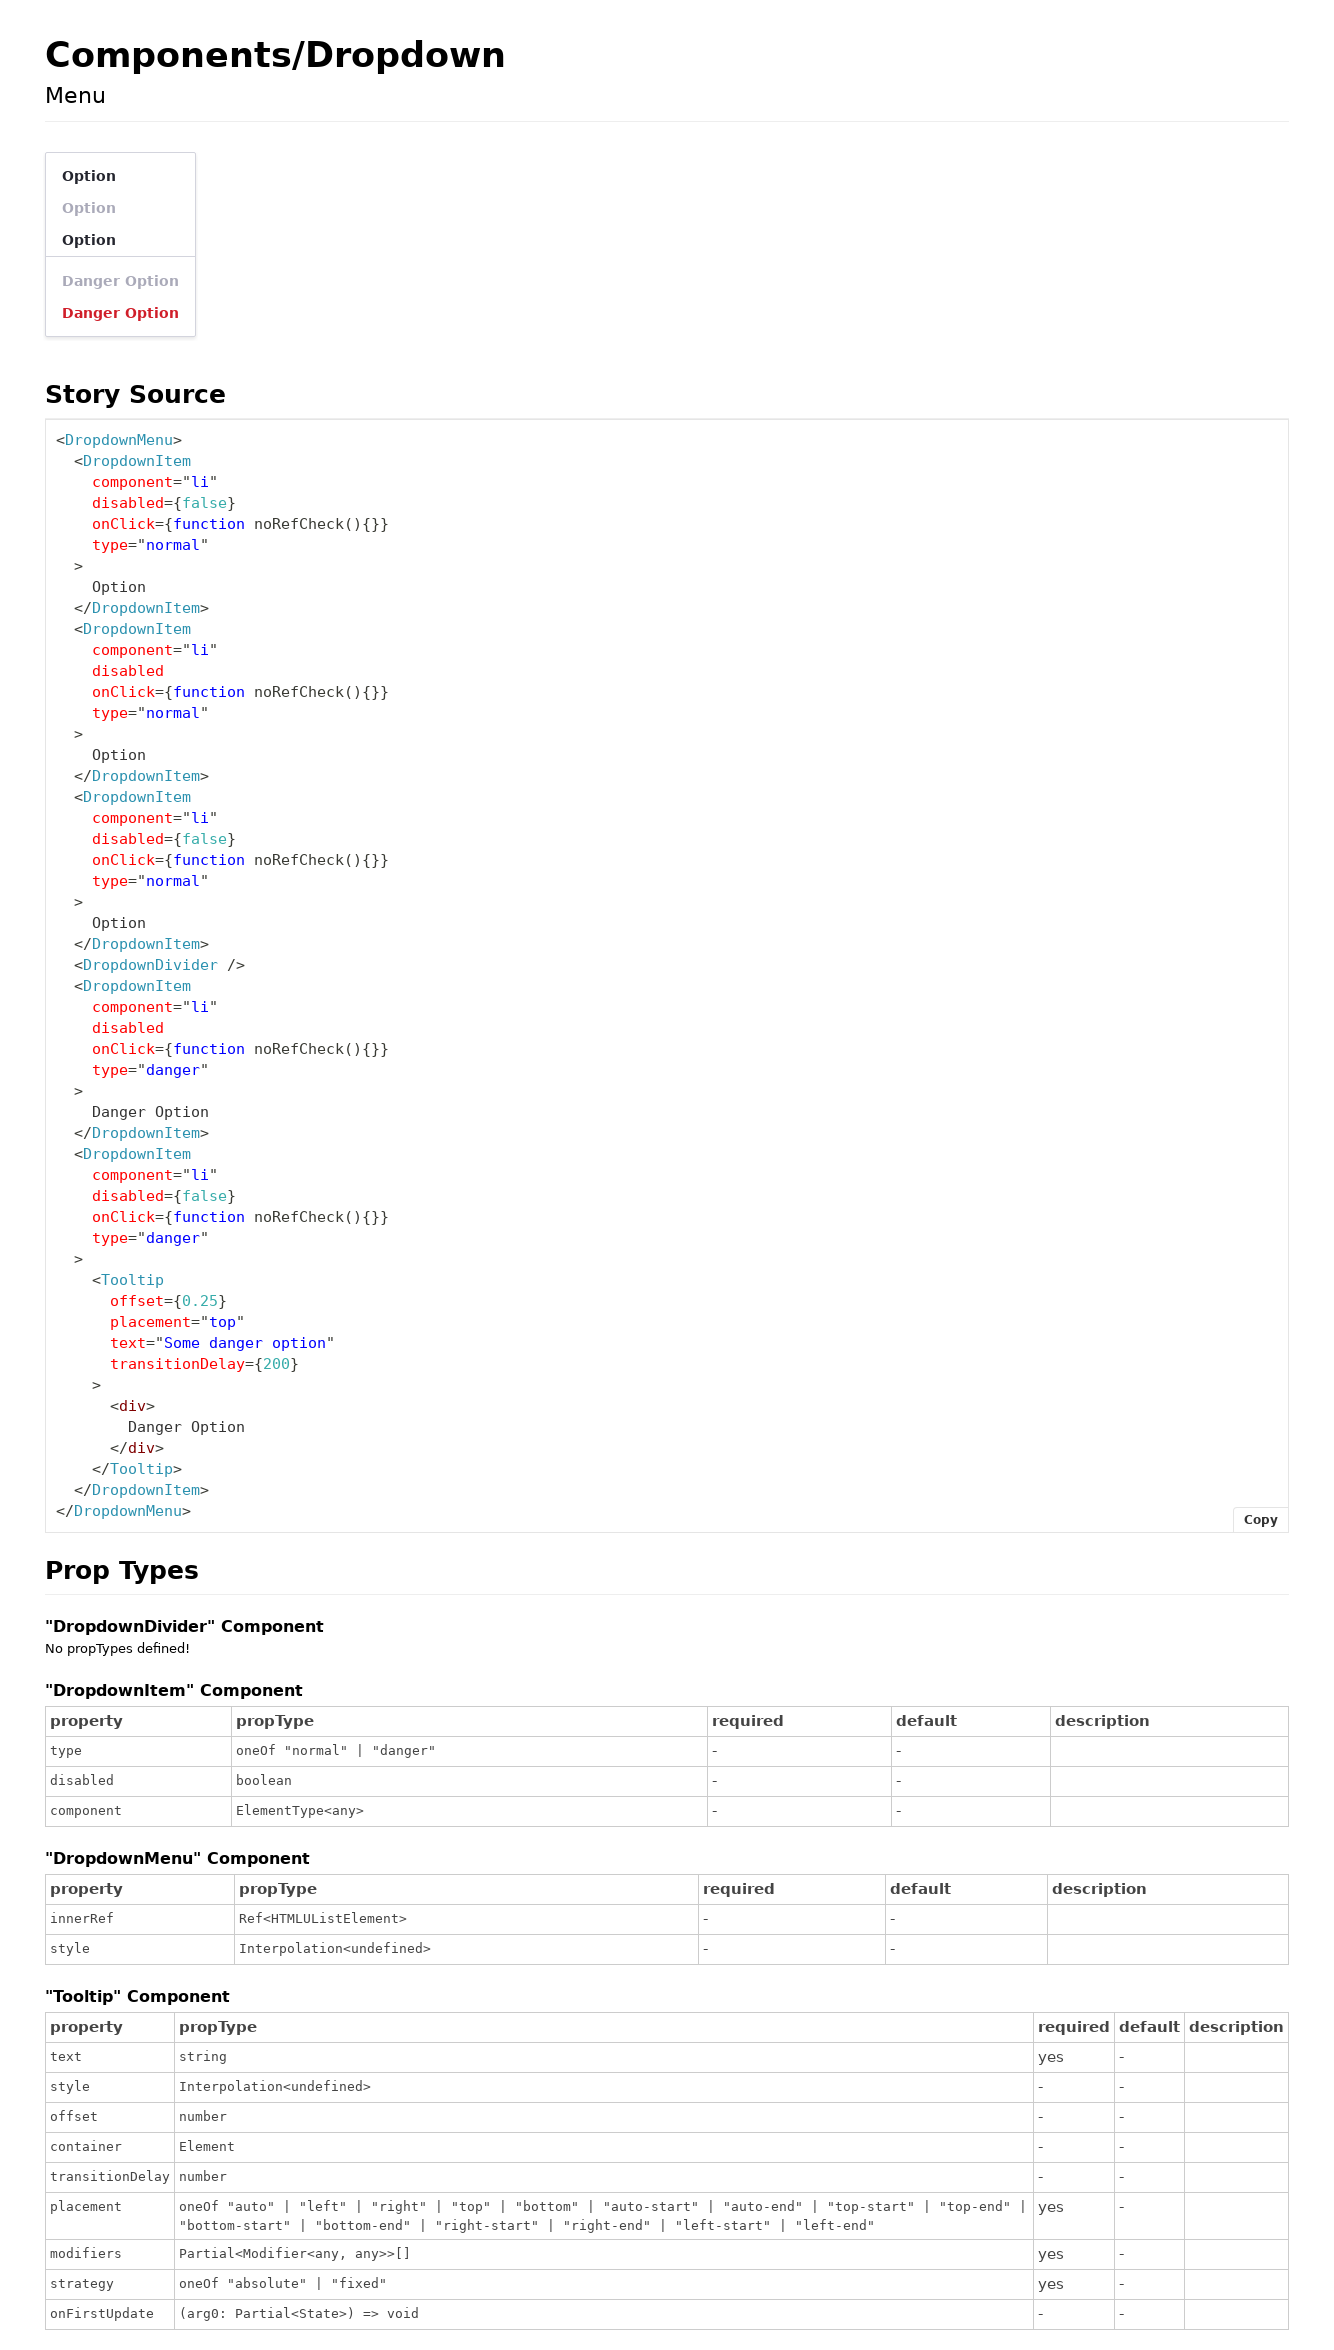 Components/Dropdown
Menu
Option
Option
Option
Danger Option
Danger Option
Story Source
<DropdownMenu>
  <DropdownItem
    component="li"
    disabled={false}
    onClick={function noRefCheck(){}}
    type="normal"
  >
    Option
  </DropdownItem>
  <DropdownItem
    component="li"
    disabled
    onClick={function noRefCheck(){}}
    type="normal"
  >
    Option
  </DropdownItem>
  <DropdownItem
    component="li"
    disabled={false}
    onClick={function noRefCheck(){}}
    type="normal"
  >
    Option
  </DropdownItem>
  <DropdownDivider />
  <DropdownItem
    component="li"
    disabled
    onClick={function noRefCheck(){}}
    type="danger"
  >
    Danger Option
  </DropdownItem>
  <DropdownItem
    component="li"
    disabled={false}
    onClick={function noRefCheck(){}}
    type="danger"
  >
    <Tooltip
      offset={0.25}
      placement="top"
      text="Some danger option"
      transitionDelay={200}
    >
      <div>
        Danger Option
      </div>
    </Tooltip>
  </DropdownItem>
</DropdownMenu>
Copy
Prop Types
"DropdownDivider" Component
No propTypes defined!
"DropdownItem" Component
property propType required default description
type oneOf "normal" | "danger" - -
disabled boolean - -
component ElementType<any> - -
"DropdownMenu" Component
property propType required default description
innerRef Ref<HTMLUListElement> - -
style Interpolation<undefined> - -
"Tooltip" Component
property propType required default description
text string yes -
style Interpolation<undefined> - -
offset number - -
container Element - -
transitionDelay number - -
placement oneOf "auto" | "left" | "right" | "top" | "bottom" | "auto-start" | "auto-end" | "top-start" | "top-end" | yes -
"bottom-start" | "bottom-end" | "right-start" | "right-end" | "left-start" | "left-end"
modifiers Partial<Modifier<any, any>>[] yes -
strategy oneOf "absolute" | "fixed" yes -
onFirstUpdate (arg0: Partial<State>) => void - -